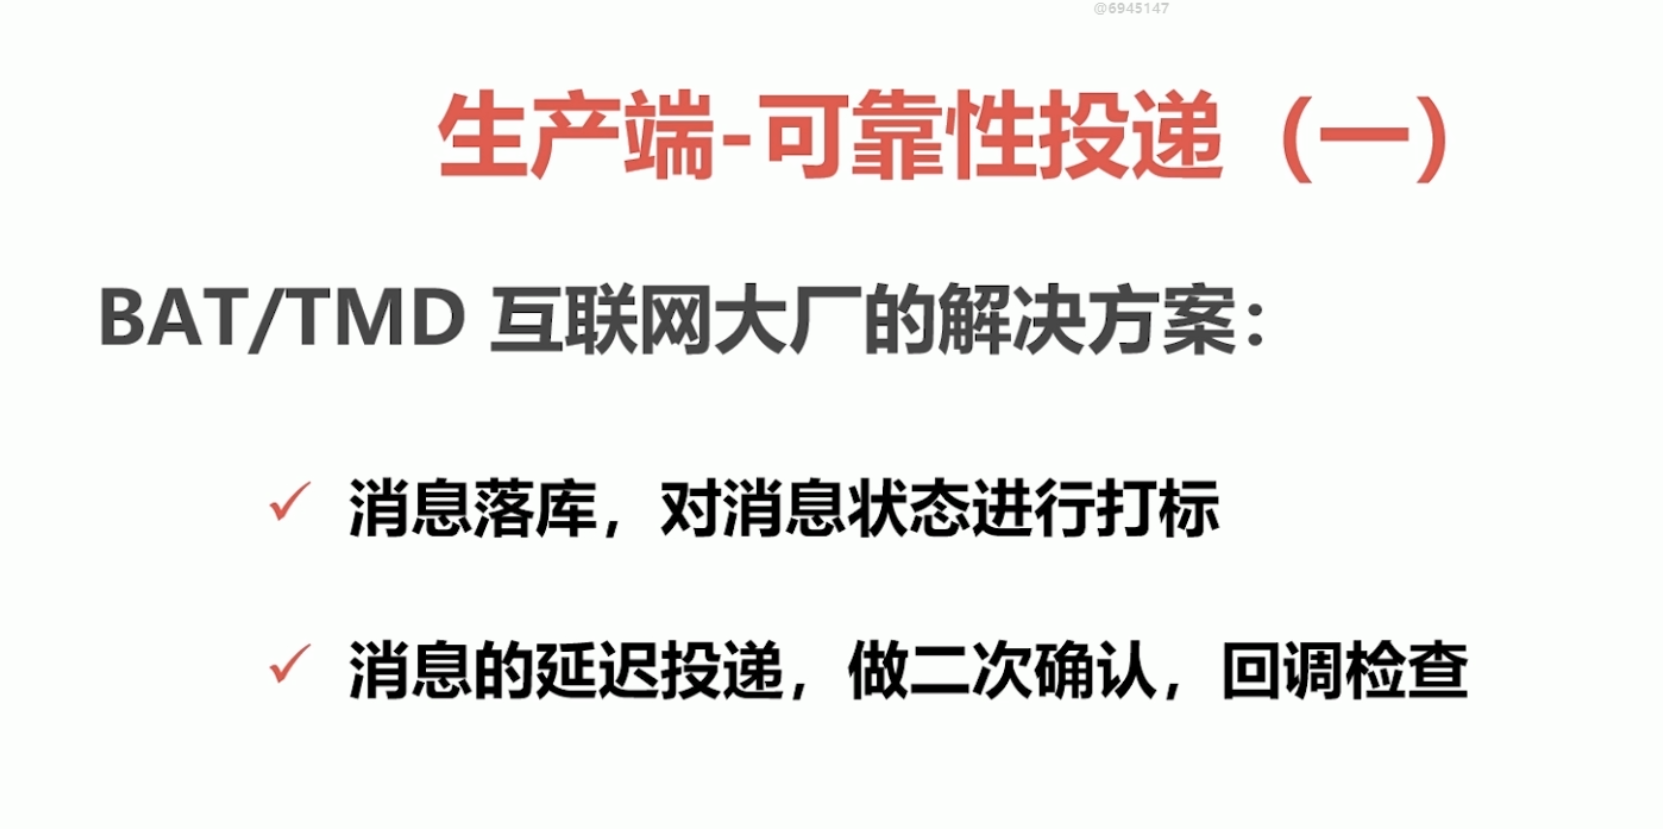 @6945147
生产端-可靠性投递（一）
BAT/TMD 互联网大厂的解决方案：
消息落库，对消息状态进行打标
消息的延迟投递，做二次确认，回调检查